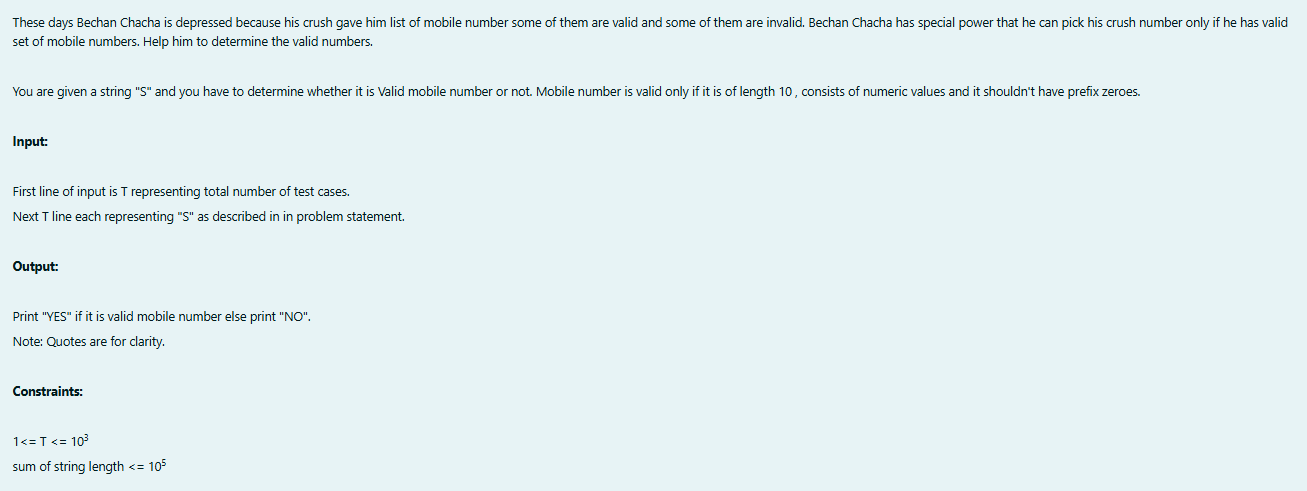 These days Bechan Chacha is depressed because his crush gave him list of mobile number some of them are valid and some of them are invalid. Bechan Chacha has special power that he can pick his crush number only if he has valid
set of mobile numbers. Help him to determine the valid numbers.
You are given a string "S" and you have to determine whether it is Valid mobile number or not. Mobile number is valid only if it is of length 10 , consists of numeric values and it shouldn't have prefix zeroes.
Input:
First line of input is T representing total number of test cases.
Next T line each representing "S" as described in in problem statement.
Output:
Print "YES" if it is valid mobile number else print "NO".
Note: Quotes are for clarity.
Constraints:
1<= T <= 10³
sum of string length <= 10⁵